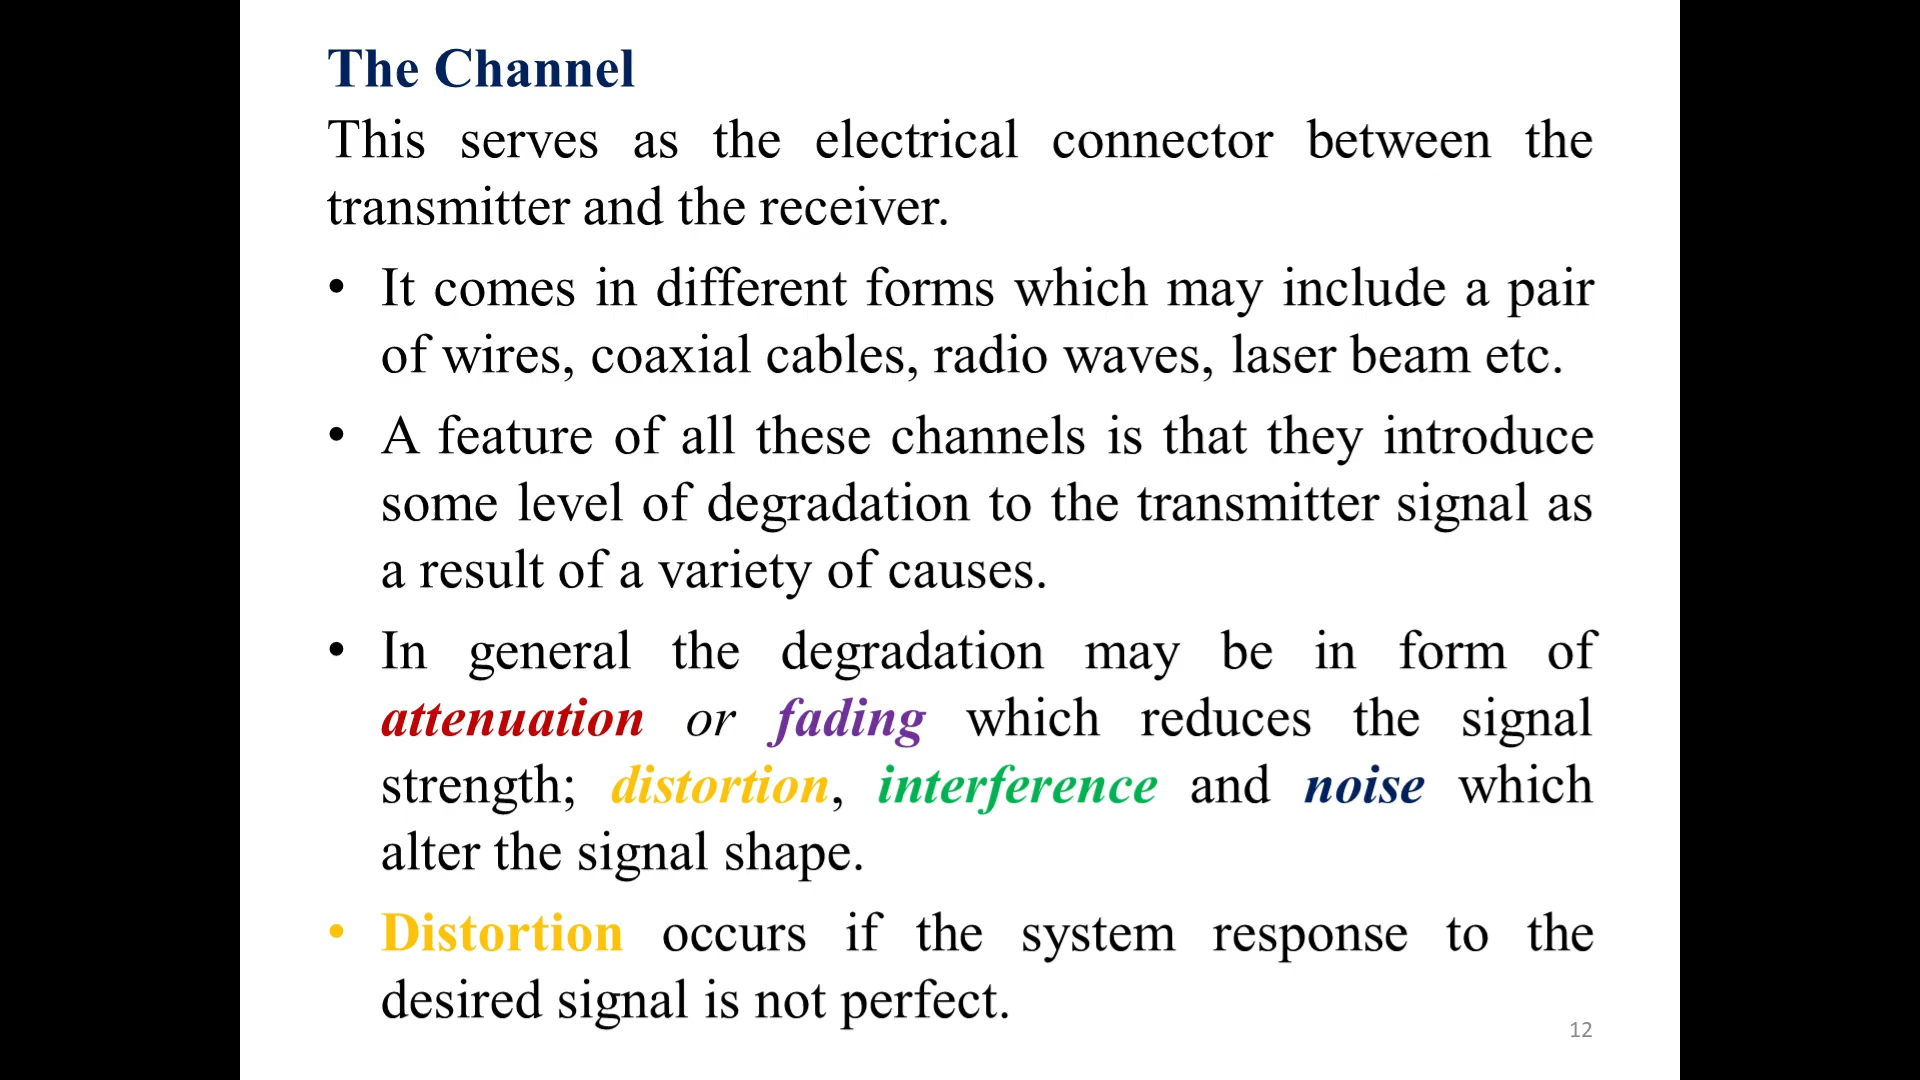 The Channel
This serves as the electrical connector between the
transmitter and the receiver.
• It comes in different forms which may include a pair
of wires, coaxial cables, radio waves, laser beam etc.
• A feature of all these channels is that they introduce
some level of degradation to the transmitter signal as
a result of a variety of causes.
• In general the degradation may be in form of
attenuation or fading which reduces the signal
strength; distortion, interference and noise which
alter the signal shape.
• Distortion occurs if the system response to the
desired signal is not perfect.
12